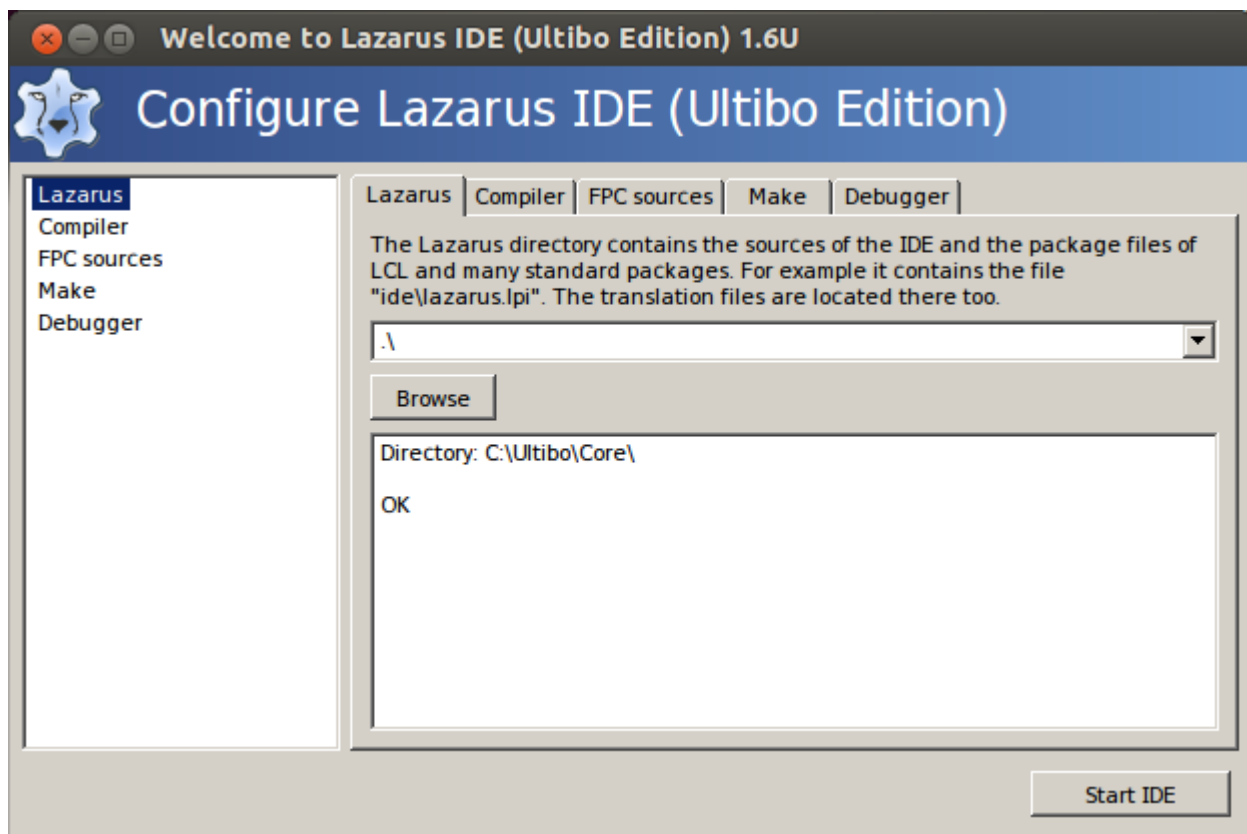 Welcome to Lazarus IDE (Ultibo Edition) 1.6U
Configure Lazarus IDE (Ultibo Edition)
Lazarus
Compiler
FPC sources
Make
Debugger
Lazarus Compiler FPC sources Make Debugger
The Lazarus directory contains the sources of the IDE and the package files of
LCL and many standard packages. For example it contains the file
"ide\lazarus.lpi". The translation files are located there too.
.\
Browse
Directory: C:\Ultibo\Core\
OK
Start IDE